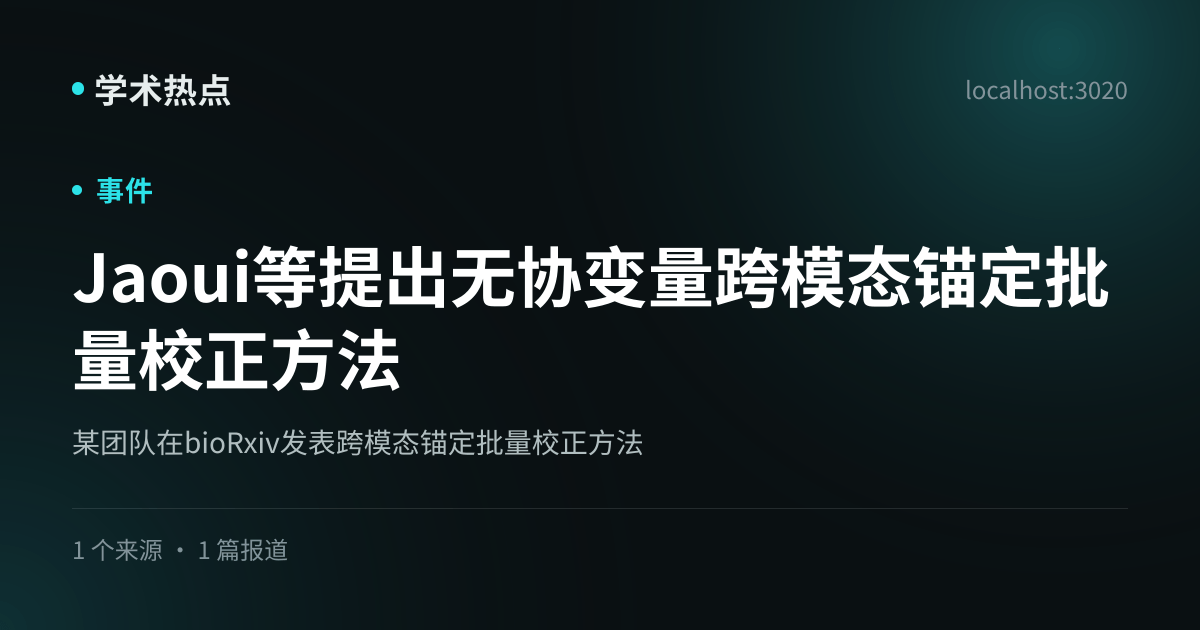 学术热点
localhost:3020
事件
Jaoui等提出无协变量跨模态锚定批
量校正方法
某团队在bioRxiv发表跨模态锚定批量校正方法
1 个来源 · 1 篇报道